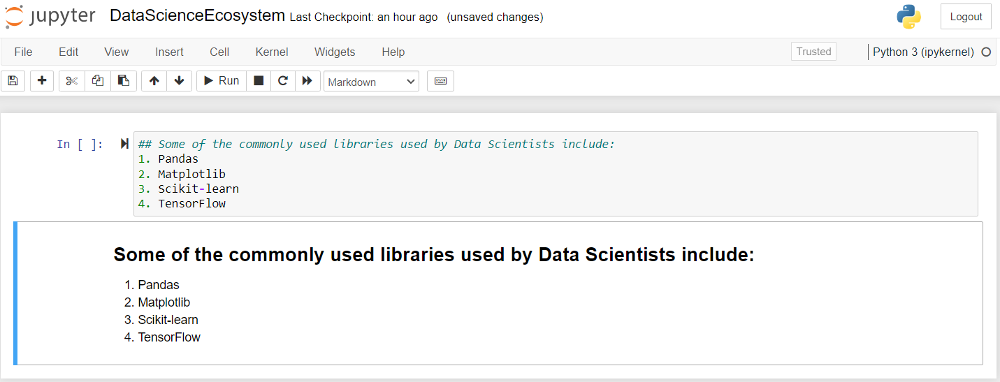 jupyter DataScienceEcosystem Last Checkpoint: an hour ago (unsaved changes) Logout
File Edit View Insert Cell Kernel Widgets Help Trusted Python 3 (ipykernel)
Run Markdown
In [ ]: ## Some of the commonly used libraries used by Data Scientists include:
1. Pandas
2. Matplotlib
3. Scikit-learn
4. TensorFlow
Some of the commonly used libraries used by Data Scientists include:
1. Pandas
2. Matplotlib
3. Scikit-learn
4. TensorFlow